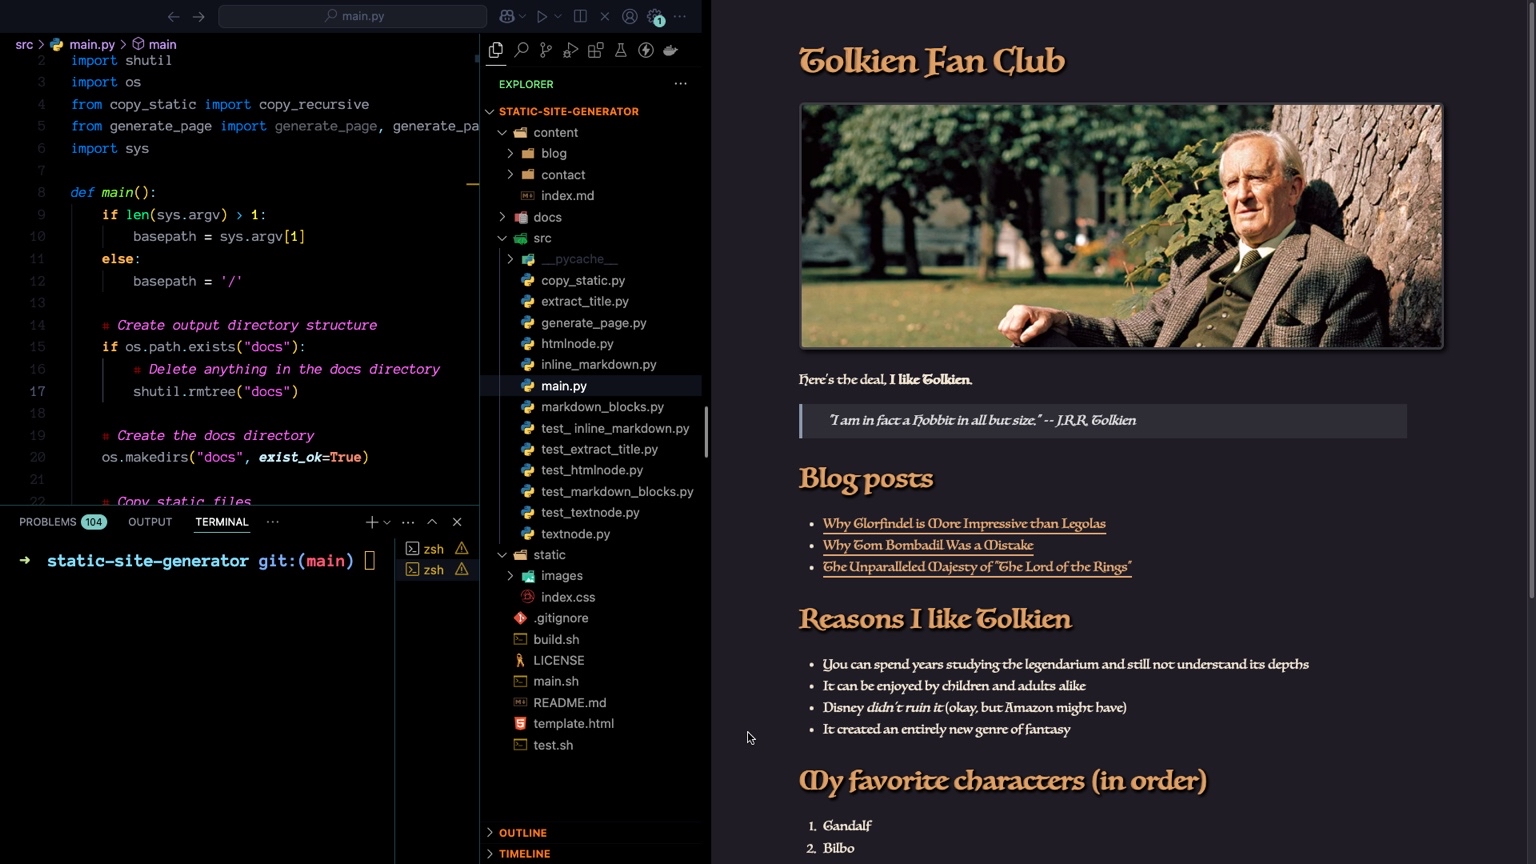 main.py
1
src > main.py > main
2 import shutil
3 import os
4 from copy_static import copy_recursive
5 from generate_page import generate_page, generate_pa
6 import sys
7
8 def main():
9 if len(sys.argv) > 1:
10 basepath = sys.argv[1]
11 else:
12 basepath = '/'
13
14 # Create output directory structure
15 if os.path.exists("docs"):
16 # Delete anything in the docs directory
17 shutil.rmtree("docs")
18
19 # Create the docs directory
20 os.makedirs("docs", exist_ok=True)
21
22 # Copy static files
PROBLEMS 104 OUTPUT TERMINAL
→ static-site-generator git:(main)
zsh
zsh
EXPLORER
STATIC-SITE-GENERATOR
content
blog
contact
index.md
docs
src
__pycache__
copy_static.py
extract_title.py
generate_page.py
htmlnode.py
inline_markdown.py
main.py
markdown_blocks.py
test_ inline_markdown.py
test_extract_title.py
test_htmlnode.py
test_markdown_blocks.py
test_textnode.py
textnode.py
static
images
index.css
.gitignore
build.sh
LICENSE
main.sh
README.md
template.html
test.sh
OUTLINE
TIMELINE
Tolkien Fan Club
Here's the deal, I like Tolkien.
"I am in fact a Hobbit in all but size." -- J.R.R. Tolkien
Blog posts
• Why Glorfindel is More Impressive than Legolas
• Why Tom Bombadil Was a Mistake
• The Unparalleled Majesty of "The Lord of the Rings"
Reasons I like Tolkien
• You can spend years studying the legendarium and still not understand its depths
• It can be enjoyed by children and adults alike
• Disney didn't ruin it (okay, but Amazon might have)
• It created an entirely new genre of fantasy
My favorite characters (in order)
1. Gandalf
2. Bilbo